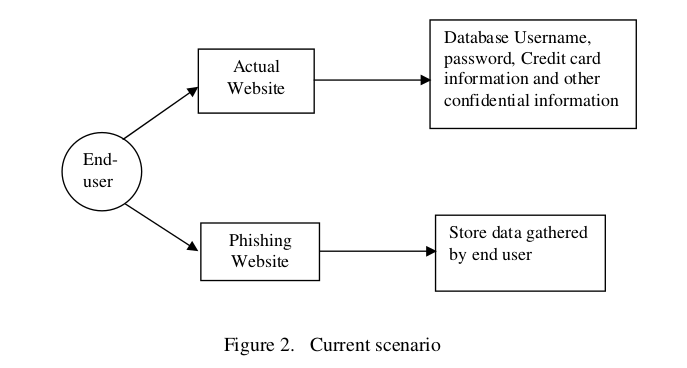 Actual
Website
Database Username,
password, Credit card
information and other
confidential information
End-
user
Phishing
Website
Store data gathered
by end user
Figure 2. Current scenario